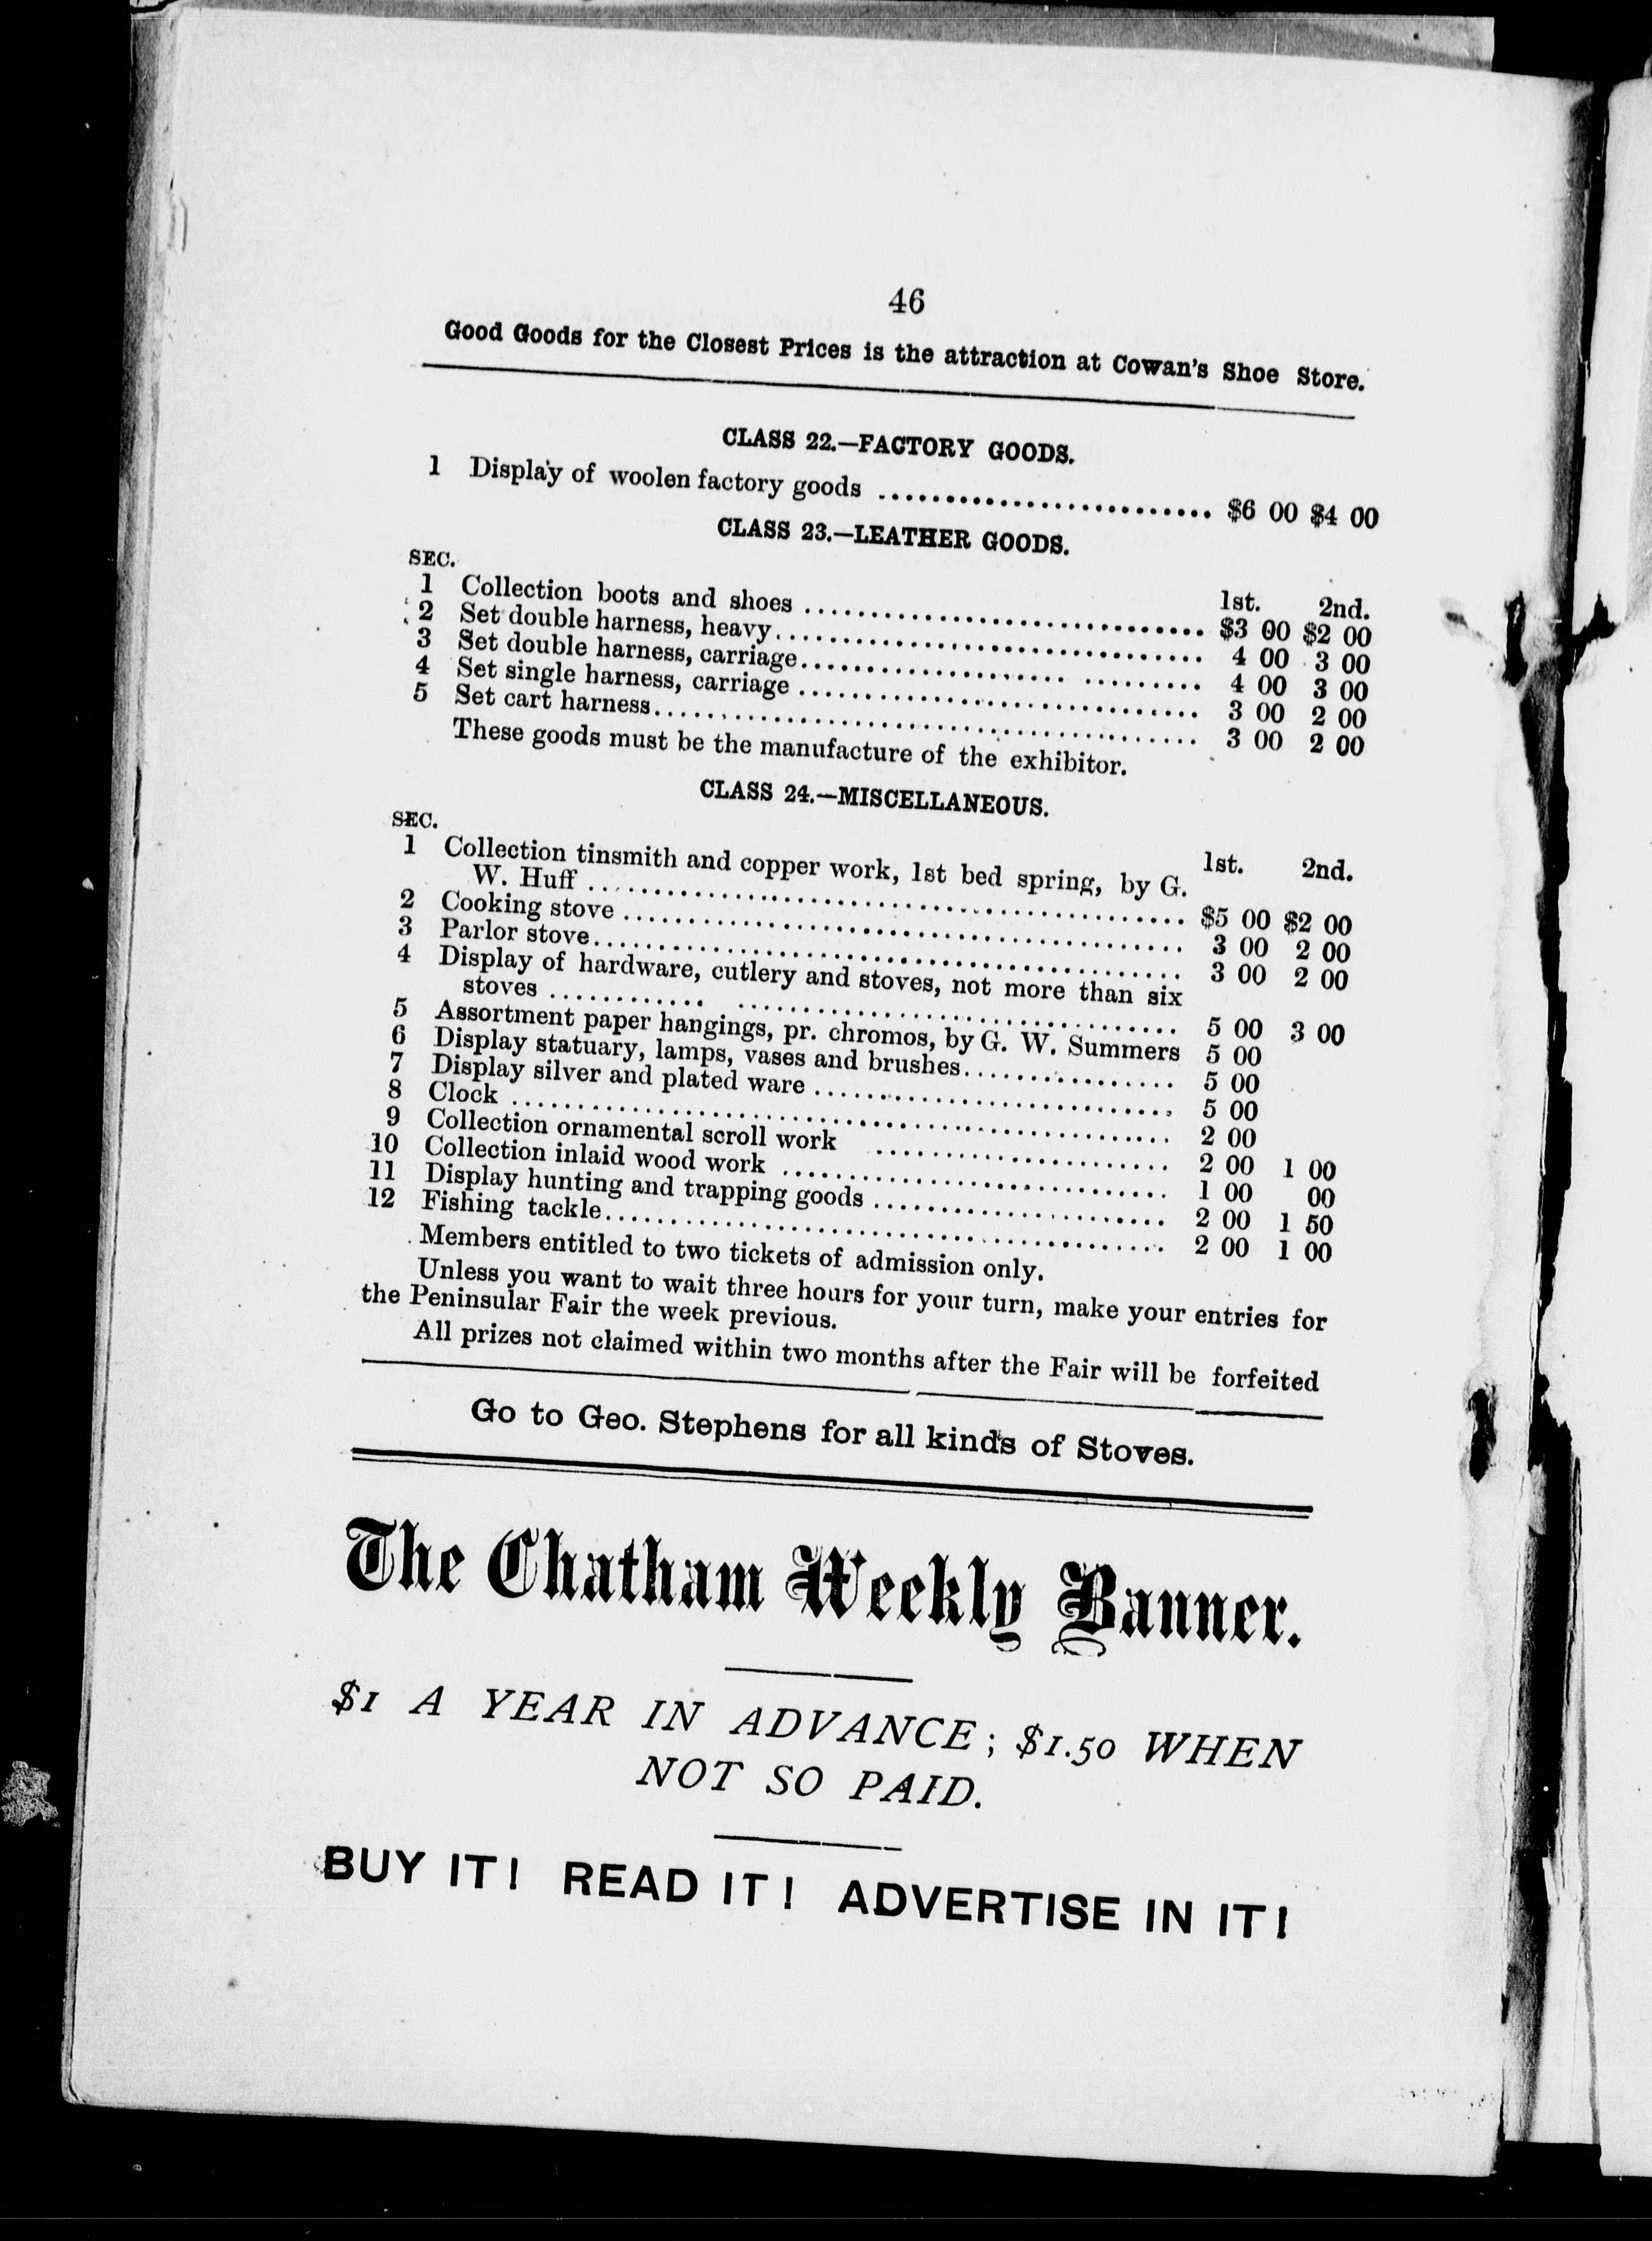 46
Good Goods for the Closest Prices is the attraction at Cowan's Shoe Store.
CLASS 22.—FACTORY GOODS.
1 Display of woolen factory goods .......................... $6 00 $4 00
CLASS 23.—LEATHER GOODS.
SEC. 1st. 2nd.
1 Collection boots and shoes .............................. $3 00 $2 00
2 Set double harness, heavy................................ 4 00 3 00
3 Set double harness, carriage............................. 4 00 3 00
4 Set single harness, carriage ............................ 3 00 2 00
5 Set cart harness......................................... 3 00 2 00
These goods must be the manufacture of the exhibitor.
CLASS 24.—MISCELLANEOUS.
SEC. 1st. 2nd.
1 Collection tinsmith and copper work, 1st bed spring, by G.
W. Huff ............................................. $5 00 $2 00
2 Cooking stove ........................................... 3 00 2 00
3 Parlor stove............................................. 3 00 2 00
4 Display of hardware, cutlery and stoves, not more than six
stoves .............................................. 5 00 3 00
5 Assortment paper hangings, pr. chromos, by G. W. Summers 5 00
6 Display statuary, lamps, vases and brushes................ 5 00
7 Display silver and plated ware ........................... 5 00
8 Clock .................................................... 2 00
9 Collection ornamental scroll work ...................... 2 00 1 00
10 Collection inlaid wood work ............................. 1 00 00
11 Display hunting and trapping goods ...................... 2 00 1 50
12 Fishing tackle........................................... 2 00 1 00
Members entitled to two tickets of admission only.
Unless you want to wait three hours for your turn, make your entries for
the Peninsular Fair the week previous.
All prizes not claimed within two months after the Fair will be forfeited
Go to Geo. Stephens for all kinds of Stoves.
The Chatham Weekly Banner.
$1 A YEAR IN ADVANCE; $1.50 WHEN
NOT SO PAID.
BUY IT! READ IT! ADVERTISE IN IT!